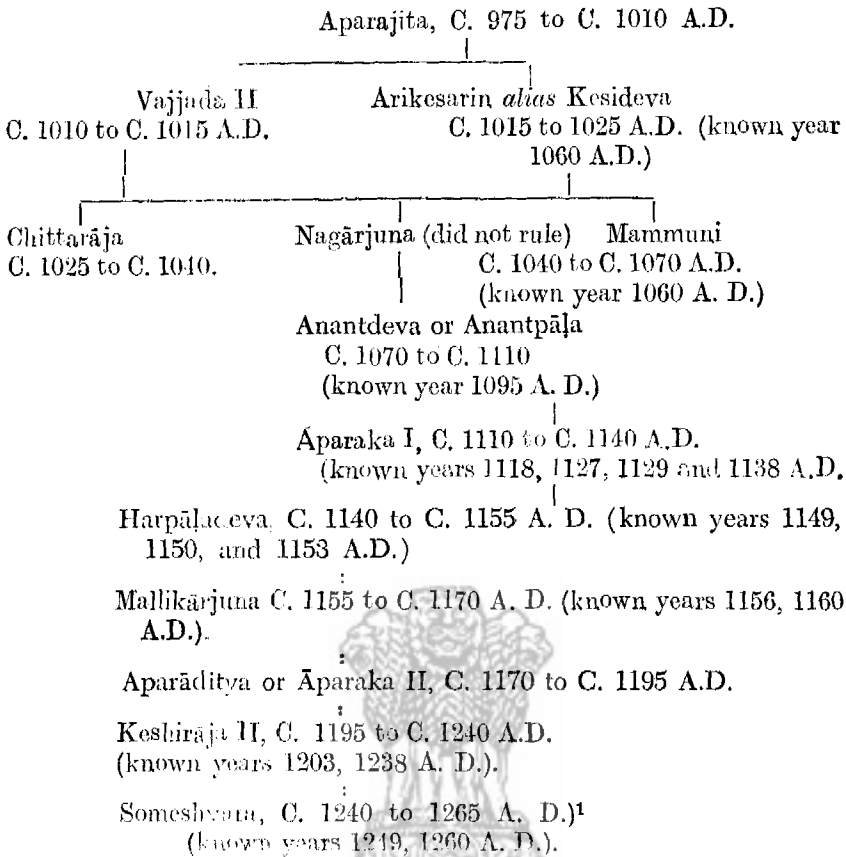 Aparajita, C. 975 to C. 1010 A.D.
Vajjada II Arikesarin alias Kesideva
C. 1010 to C. 1015 A.D. C. 1015 to 1025 A.D. (known year
1060 A.D.)
Chittarāja Nagārjuna (did not rule) Mammuni
C. 1025 to C. 1040. C. 1040 to C. 1070 A.D.
(known year 1060 A. D.)
Anantdeva or Anantpāḷa
C. 1070 to C. 1110
(known year 1095 A. D.)
Āparaka I, C. 1110 to C. 1140 A.D.
(known years 1118, 1127, 1129 and 1138 A.D.
C. 1140 to C. 1155 A. D. (known years 1149,
1150, and 1153 A.D.)
Mallikārjuna C. 1155 to C. 1170 A. D. (known years 1156, 1160
A.D.).
Aparāditya or Āparaka II, C. 1170 to C. 1195 A.D.
Keshirāja II, C. 1195 to C. 1240 A.D.
(known years 1203, 1238 A. D.).
Someshvara, C. 1240 to 1265 A. D.)¹
(known years 1249, 1260 A. D.).